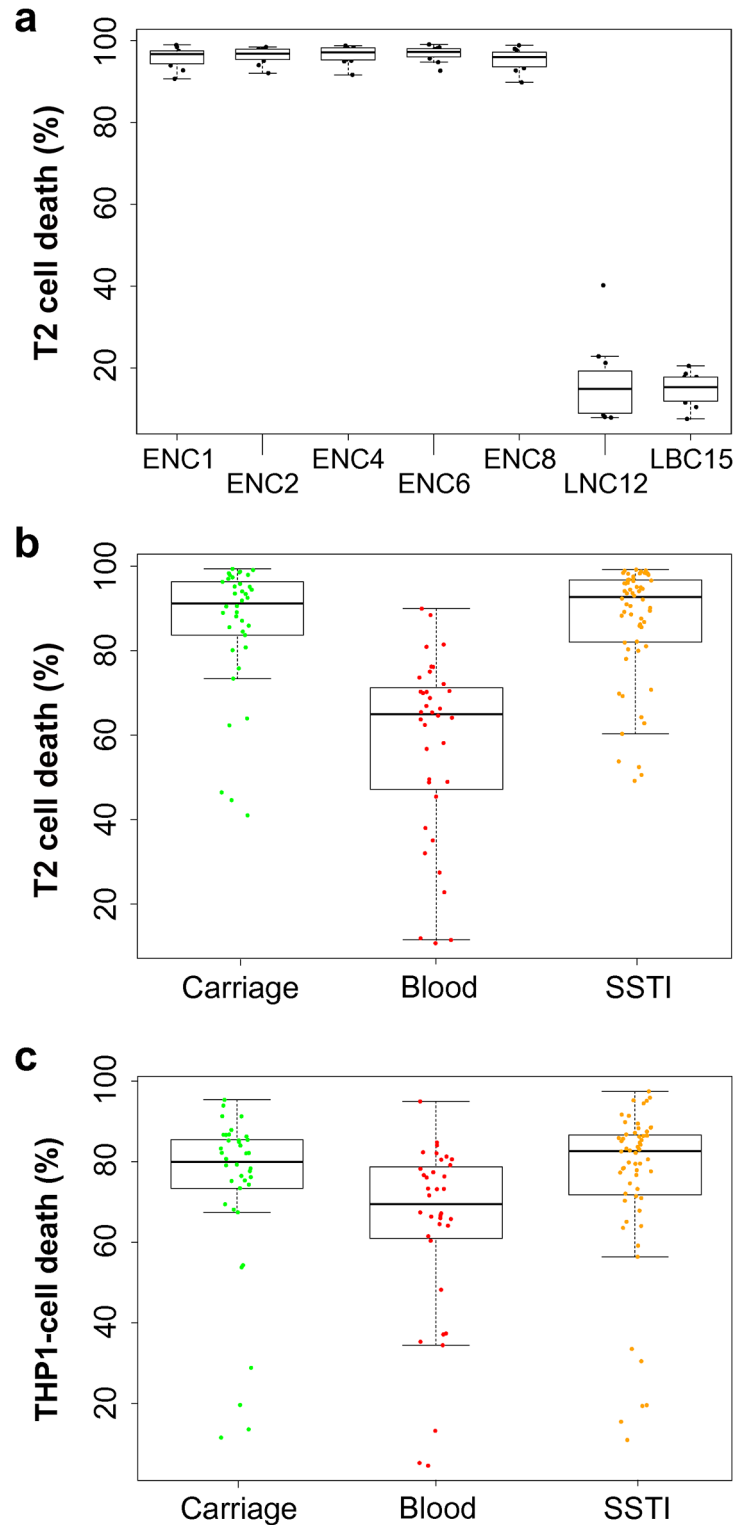 a
T2 cell death (%)
100
80
60
40
20
ENC1 ENC4 ENC8 LBC15
ENC2 ENC6 LNC12
b
T2 cell death (%)
100
80
60
40
20
Carriage Blood SSTI
c
THP1-cell death (%)
100
80
60
40
20
Carriage Blood SSTI